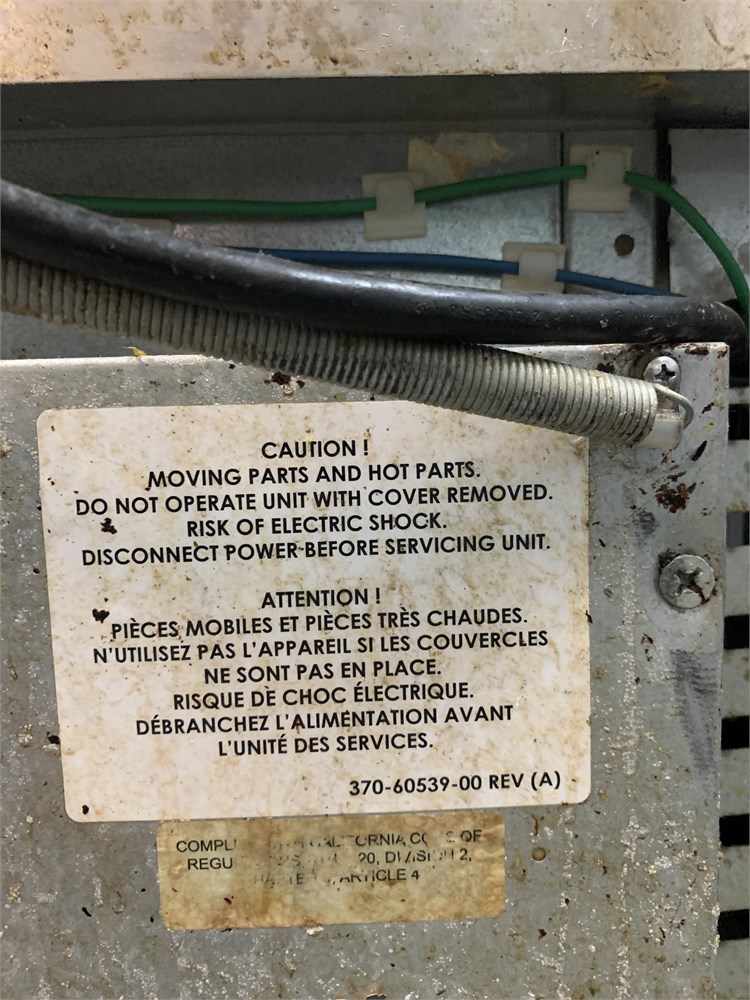 CAUTION !
MOVING PARTS AND HOT PARTS.
DO NOT OPERATE UNIT WITH COVER REMOVED.
RISK OF ELECTRIC SHOCK.
DISCONNECT POWER BEFORE SERVICING UNIT.
ATTENTION !
PIÈCES MOBILES ET PIÈCES TRÈS CHAUDES.
N'UTILISEZ PAS L'APPAREIL SI LES COUVERCLES
NE SONT PAS EN PLACE.
RISQUE DE CHOC ÉLECTRIQUE.
DÉBRANCHEZ L'ALIMENTATION AVANT
L'UNITÉ DES SERVICES.
370-60539-00 REV (A)
CALIFORNIA OF
20, DIVISION 2,
ARTICLE 4